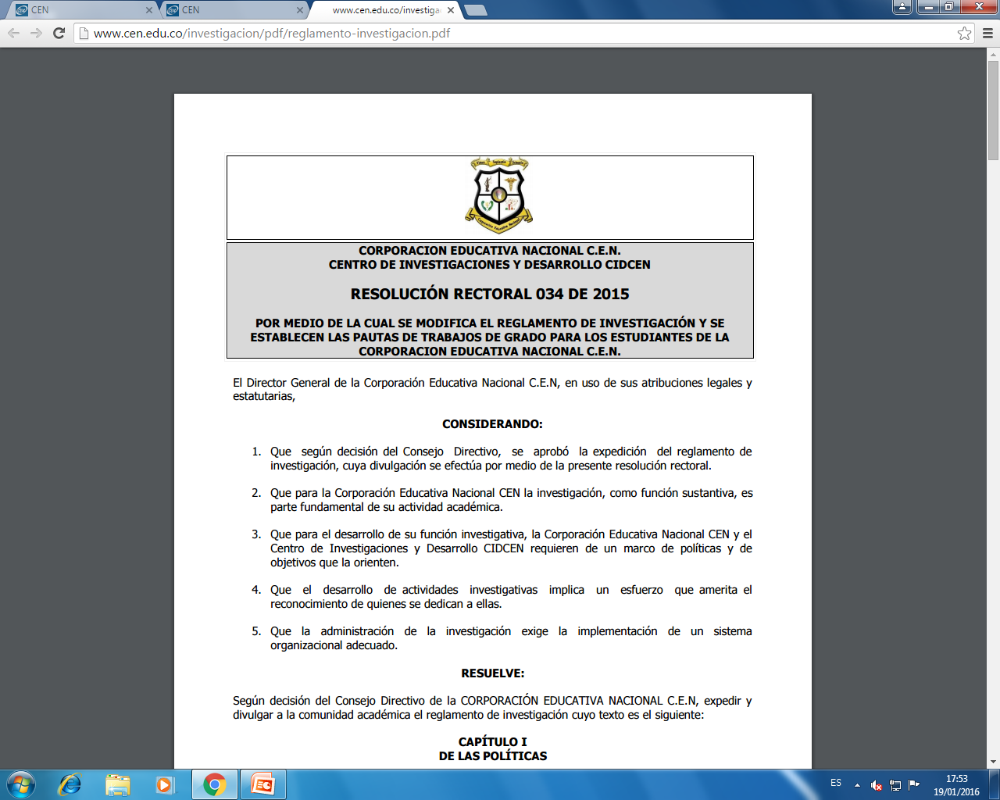 CEN
CEN
www.cen.edu.co/investiga
www.cen.edu.co/investigacion/pdf/reglamento-investigacion.pdf
Corporación Educativa Nacional
CORPORACION EDUCATIVA NACIONAL C.E.N.
CENTRO DE INVESTIGACIONES Y DESARROLLO CIDCEN
RESOLUCIÓN RECTORAL 034 DE 2015
POR MEDIO DE LA CUAL SE MODIFICA EL REGLAMENTO DE INVESTIGACIÓN Y SE
ESTABLECEN LAS PAUTAS DE TRABAJOS DE GRADO PARA LOS ESTUDIANTES DE LA
CORPORACION EDUCATIVA NACIONAL C.E.N.
El Director General de la Corporación Educativa Nacional C.E.N, en uso de sus atribuciones legales y
estatutarias,
CONSIDERANDO:
1. Que según decisión del Consejo Directivo, se aprobó la expedición del reglamento de
investigación, cuya divulgación se efectúa por medio de la presente resolución rectoral.
2. Que para la Corporación Educativa Nacional CEN la investigación, como función sustantiva, es
parte fundamental de su actividad académica.
3. Que para el desarrollo de su función investigativa, la Corporación Educativa Nacional CEN y el
Centro de Investigaciones y Desarrollo CIDCEN requieren de un marco de políticas y de
objetivos que la orienten.
4. Que el desarrollo de actividades investigativas implica un esfuerzo que amerita el
reconocimiento de quienes se dedican a ellas.
5. Que la administración de la investigación exige la implementación de un sistema
organizacional adecuado.
RESUELVE:
Según decisión del Consejo Directivo de la CORPORACIÓN EDUCATIVA NACIONAL C.E.N, expedir y
divulgar a la comunidad académica el reglamento de investigación cuyo texto es el siguiente:
CAPÍTULO I
DE LAS POLÍTICAS
ES
17:53
19/01/2016